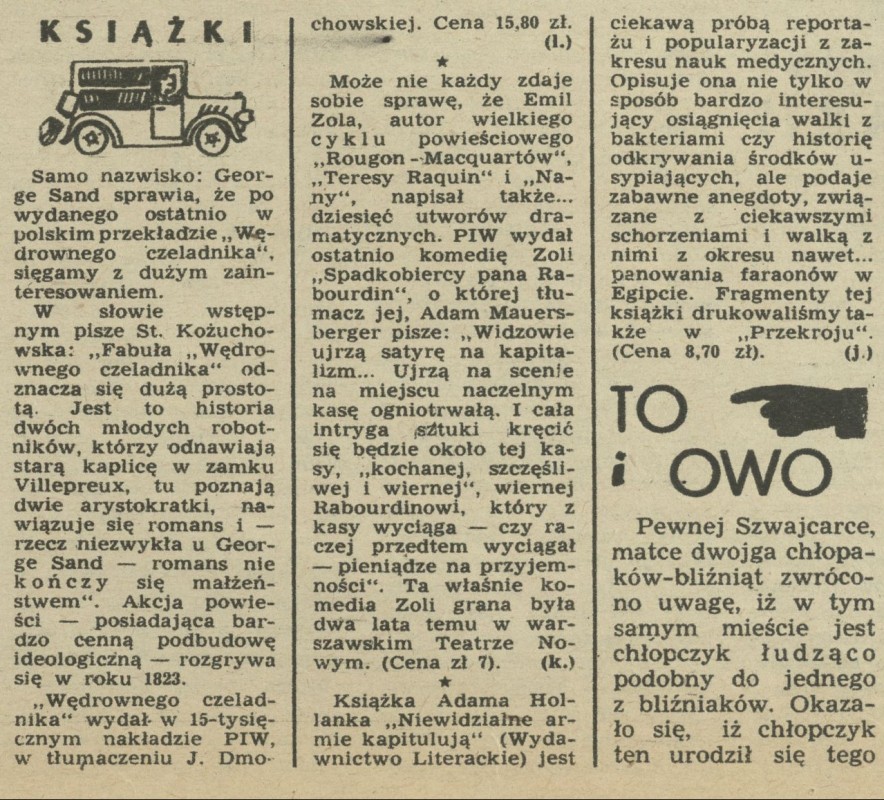 KSIĄŻKI
Samo nazwisko: Geor-
ge Sand sprawia, że po
wydanego ostatnio w
polskim przekładzie „Wę-
drownego czeladnika“,
sięgamy z dużym zain-
teresowaniem.
W słowie wstęp-
nym pisze St. Kożucho-
wska: „Fabuła „Wędro-
wnego czeladnika“ od-
znacza się dużą prosto-
tą. Jest to historia
dwóch młodych robot-
ników, którzy odnawiają
starą kaplicę w zamku
Villepreux, tu poznają
dwie arystokratki, na-
wiązuje się romans i —
rzecz niezwykła u Geor-
ge Sand — romans nie
kończy się małżeń-
stwem“. Akcja powie-
ści — posiadająca bar-
dzo cenną podbudowę
ideologiczną — rozgrywa
się w roku 1823.
„Wędrownego czelad-
nika“ wydał w 15-tysię-
cznym nakładzie PIW,
w tłumaczeniu J. Dmo-
chowskiej. Cena 15,80 zł.
(l.)
★
Może nie każdy zdaje
sobie sprawę, że Emil
Zola, autor wielkiego
cyklu powieściowego
„Rougon-Macquartów“,
„Teresy Raquin“ i „Na-
ny“, napisał także...
dziesięć utworów dra-
matycznych. PIW wydał
ostatnio komedię Zoli
„Spadkobiercy pana Ra-
bourdin“, o której tłu-
macz jej, Adam Mauers-
berger pisze: „Widzowie
ujrzą satyrę na kapita-
lizm... Ujrzą na scenie
na miejscu naczelnym
kasę ogniotrwałą. I cała
intryga sztuki kręcić
się będzie około tej ka-
sy, „kochanej, szczęśli-
wej i wiernej“, wiernej
Rabourdinowi, który z
kasy wyciąga — czy ra-
czej przedtem wyciągał
— pieniądze na przyjem-
ności“. Ta właśnie ko-
media Zoli grana była
dwa lata temu w war-
szawskim Teatrze No-
wym. (Cena zł 7). (k.)
★
Książka Adama Hol-
lanka „Niewidzialne ar-
mie kapitulują“ (Wyda-
wnictwo Literackie) jest
ciekawą próbą reporta-
żu i popularyzacji z za-
kresu nauk medycznych.
Opisuje ona nie tylko w
sposób bardzo interesu-
jący osiągnięcia walki z
bakteriami czy historię
odkrywania środków u-
sypiających, ale podaje
zabawne anegdoty, zwią-
zane z ciekawszymi
schorzeniami i walką z
nimi z okresu nawet...
panowania faraonów w
Egipcie. Fragmenty tej
książki drukowaliśmy ta-
kże w „Przekroju“.
(Cena 8,70 zł). (j.)
TO
i OWO
Pewnej Szwajcarce,
matce dwojga chłopa-
ków-bliźniąt zwróco-
no uwagę, iż w tym
samym mieście jest
chłopczyk łudząco
podobny do jednego
z bliźniaków. Okaza-
ło się, iż chłopczyk
ten urodził się tego